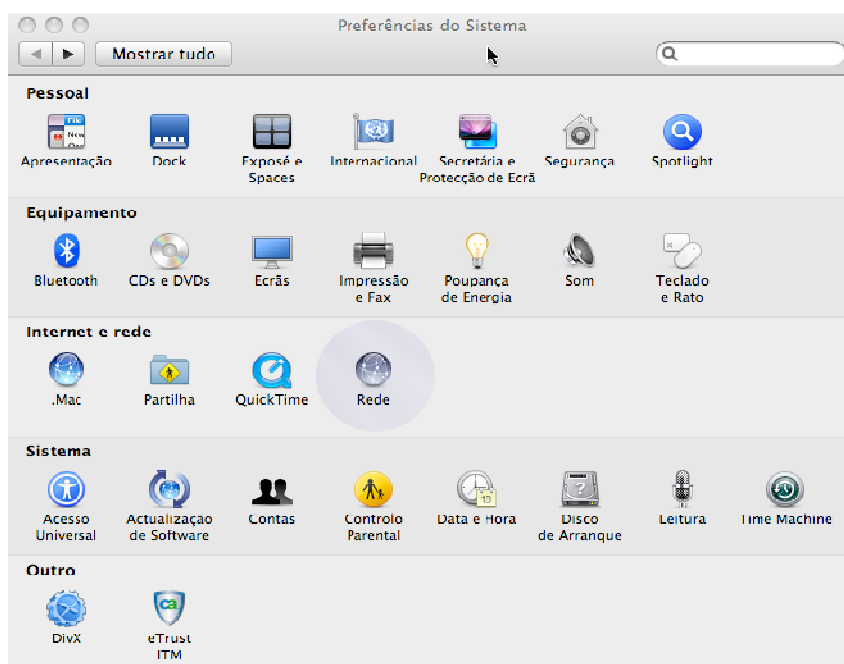 Preferências do Sistema
Mostrar tudo
Pessoal
Apresentação
Dock
Exposé e
Spaces
Internacional
Secretária e
Protecção de Ecrã
Segurança
Spotlight
Equipamento
Bluetooth
CDs e DVDs
Ecrãs
Impressão
e Fax
Poupança
de Energia
Som
Teclado
e Rato
Internet e rede
.Mac
Partilha
QuickTime
Rede
Sistema
Acesso
Universal
Actualização
de Software
Contas
Controlo
Parental
Data e Hora
Disco
de Arranque
Leitura
Time Machine
Outro
DivX
eTrust
ITM